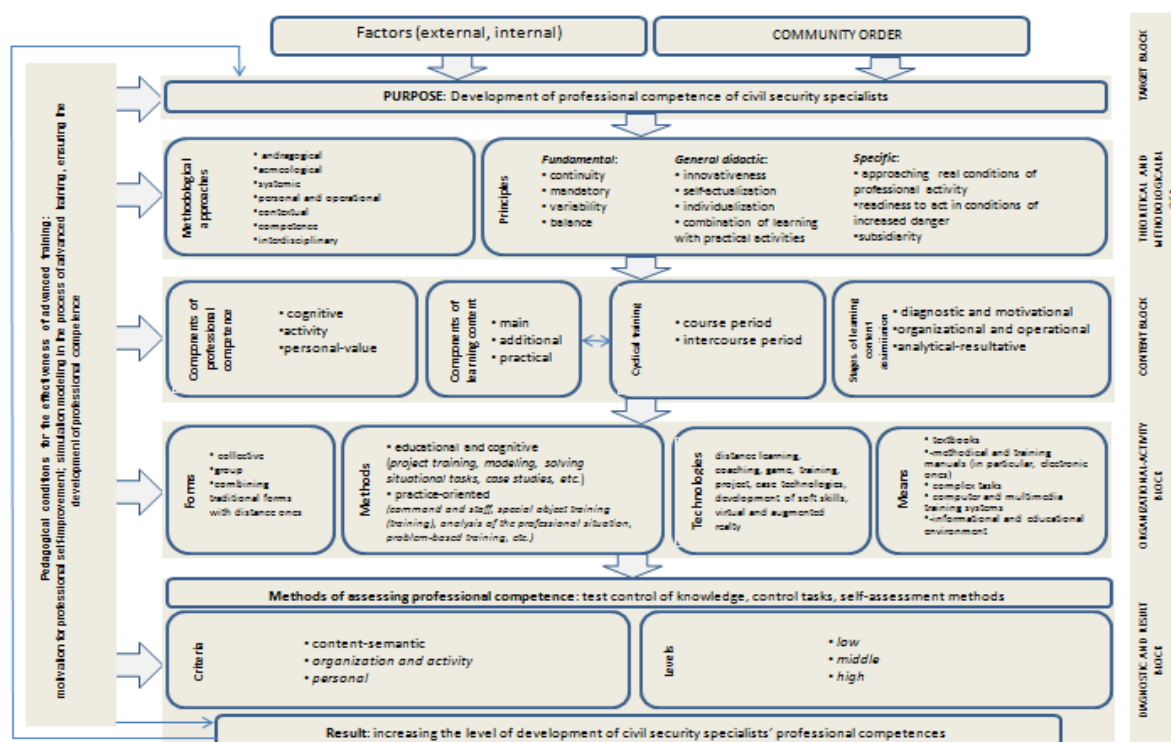 Factors (external, internal)
COMMUNITY ORDER
TARGET BLOCK
PURPOSE: Development of professional competence of civil security specialists
Pedagogical conditions for the effectiveness of advanced training:
motivation for professional self-improvement; simulation modeling in the process of advanced training, ensuring the
development of professional competence
Methodological
approaches
• andragogical
• acmeological
• systemic
• personal and operational
• contextual
• competence
• interdisciplinary
Principles
Fundamental:
• continuity
• mandatory
• variability
• balance
General didactic:
• innovativeness
• self-actualization
• individualization
• combination of learning
with practical activities
Specific:
• approaching real conditions of
professional activity
•readiness to act in conditions of
increased danger
•subsidiarity
THEORETICAL AND
Components of
professional
competence
• cognitive
• activity
• personal-value
Components of
learning content
• main
• additional
• practical
Cyclical training
• course period
• intercourse period
Stages of learning
content
assimilation
• diagnostic and motivational
• organizational and operational
• analytical-resultative
CONTENT BLOCK
Forms
• collective
•group
•combining
traditional forms
with distance ones
Methods
• educational and cognitive
(project training, modeling, solving
situational tasks, case studies, etc.)
• practice-oriented
(command and staff, special object training
(training), analysis of the professional situation,
problem-based training, etc.)
Technologies
distance learning,
coaching, game, training,
project, case technologies,
development of soft skills,
virtual and augmented
reality
Means
• textbooks
•-methodical and training
manuals (in particular, electronic
ones)
• complex tasks
• computer and multimedia
training systems
•-informational and educational
environment
ORGANIZATIONAL-ACTIVITY
Methods of assessing professional competence: test control of knowledge, control tasks, self-assessment methods
Criteria
• content-semantic
• organization and activity
• personal
Levels
• low
• middle
• high
DIAGNOSTIC AND RESULT
Result: increasing the level of development of civil security specialists' professional competences